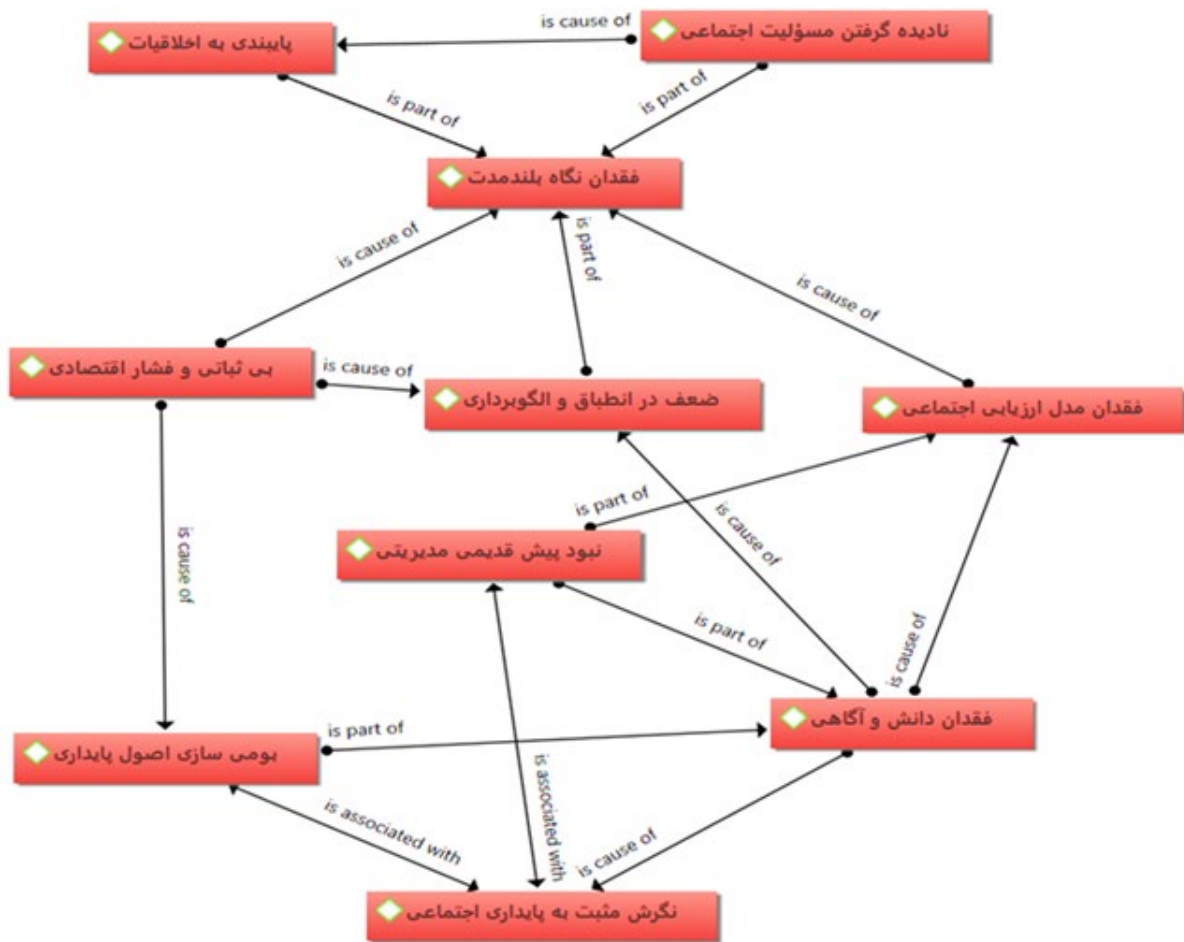 نادیده گرفتن مسؤلیت اجتماعی
is cause of
پایبندی به اخلاقیات
is part of
is part of
فقدان نگاه بلندمدت
is cause of
is part of
is cause of
بی ثباتی و فشار اقتصادی
is cause of
ضعف در انطباق و الگوبرداری
فقدان مدل ارزیابی اجتماعی
is part of
is cause of
is cause of
نبود پیش قدیمی مدیریتی
is part of
is cause of
فقدان دانش و آگاهی
is part of
بومی سازی اصول پایداری
is associated with
is associated with
is cause of
نگرش مثبت به پایداری اجتماعی